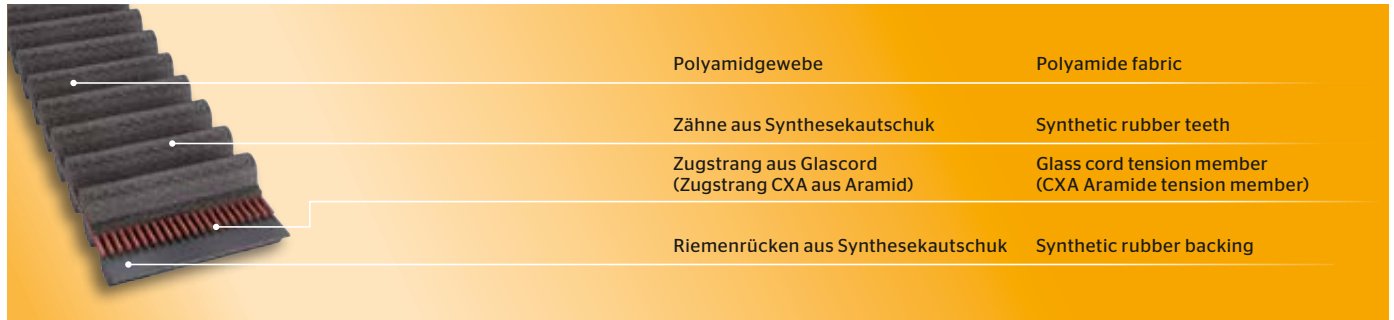 Polyamidgewebe Polyamide fabric
Zähne aus Synthesekautschuk Synthetic rubber teeth
Zugstrang aus Glascord Glass cord tension member
(Zugstrang CXA aus Aramid) (CXA Aramide tension member)
Riemenrücken aus Synthesekautschuk Synthetic rubber backing